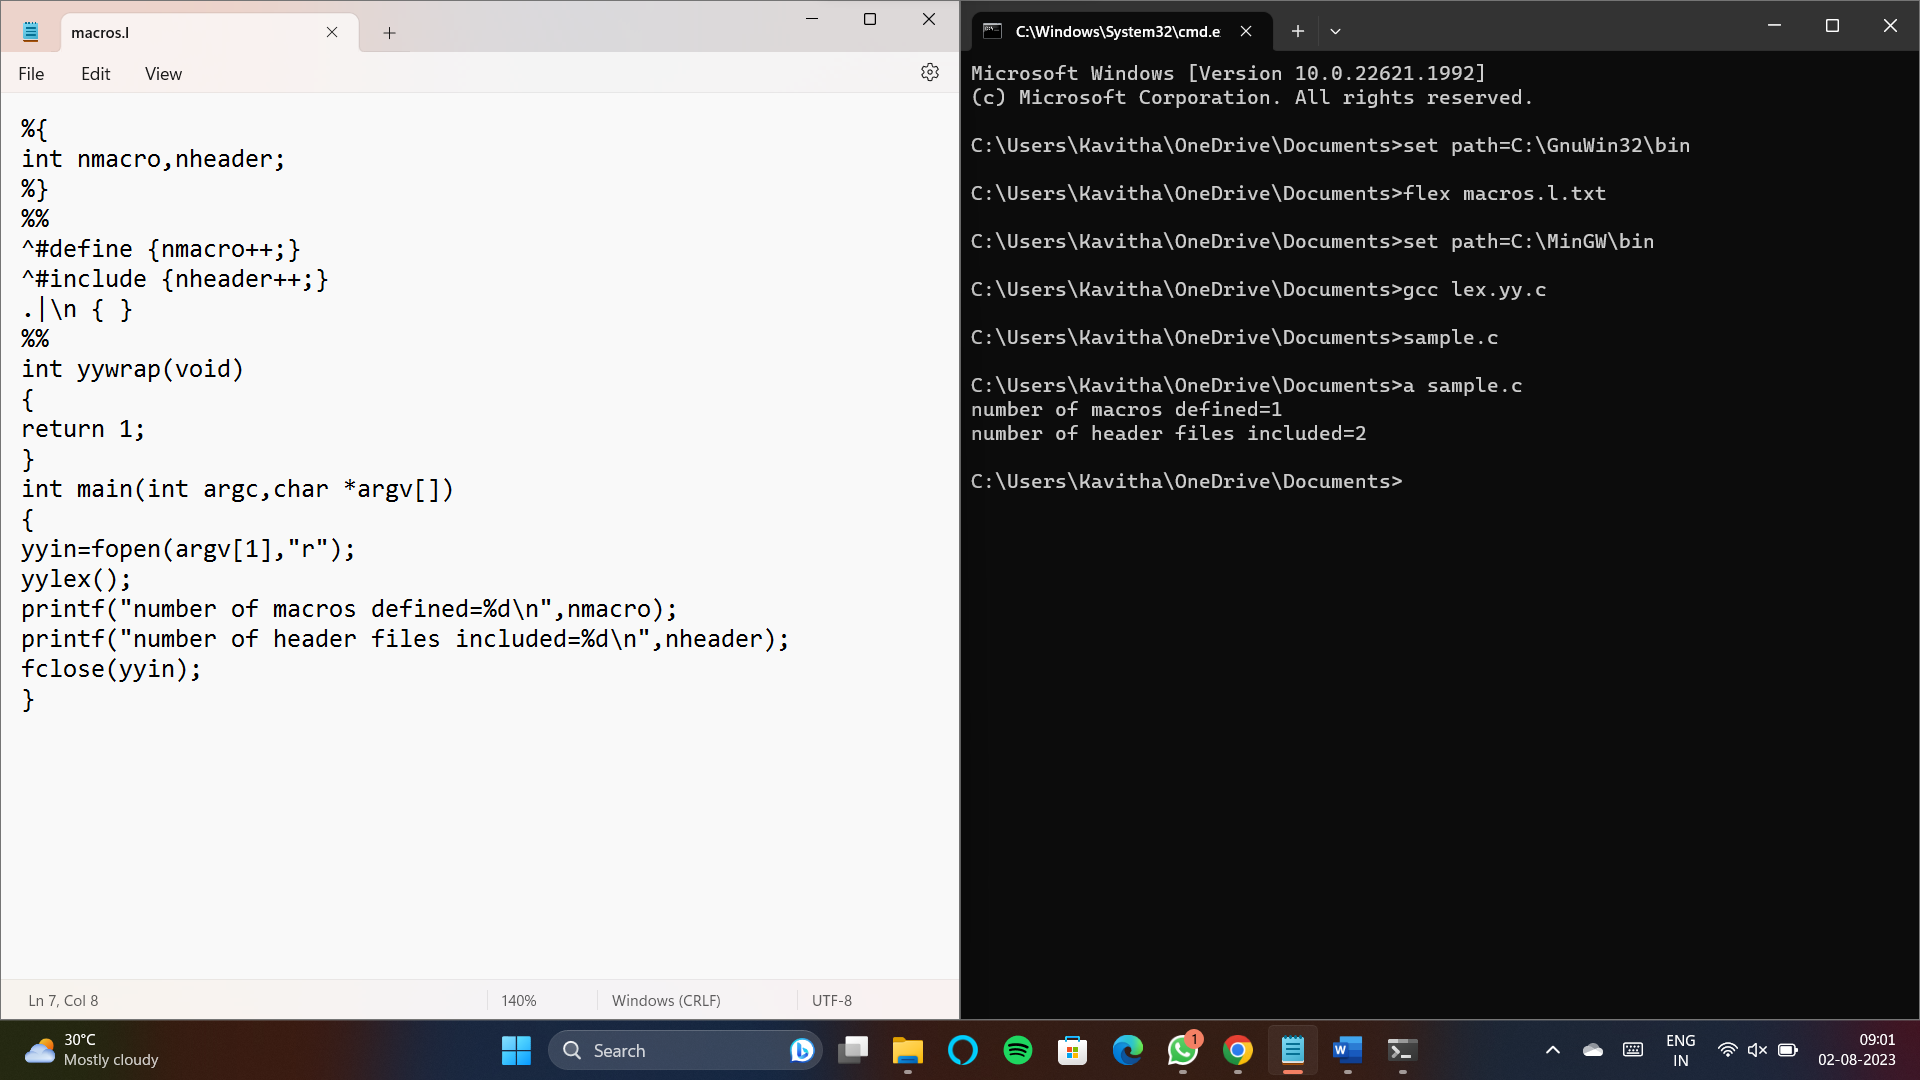 macros.l
File Edit View
%{
int nmacro,nheader;
%}
%%
^#define {nmacro++;}
^#include {nheader++;}
.|\n { }
%%
int yywrap(void)
{
return 1;
}
int main(int argc,char *argv[])
{
yyin=fopen(argv[1],"r");
yylex();
printf("number of macros defined=%d\n",nmacro);
printf("number of header files included=%d\n",nheader);
fclose(yyin);
}
Ln 7, Col 8 140% Windows (CRLF) UTF-8
C:\Windows\System32\cmd.e
Microsoft Windows [Version 10.0.22621.1992]
(c) Microsoft Corporation. All rights reserved.
C:\Users\Kavitha\OneDrive\Documents>set path=C:\GnuWin32\bin
C:\Users\Kavitha\OneDrive\Documents>flex macros.l.txt
C:\Users\Kavitha\OneDrive\Documents>set path=C:\MinGW\bin
C:\Users\Kavitha\OneDrive\Documents>gcc lex.yy.c
C:\Users\Kavitha\OneDrive\Documents>sample.c
C:\Users\Kavitha\OneDrive\Documents>a sample.c
number of macros defined=1
number of header files included=2
C:\Users\Kavitha\OneDrive\Documents>
30°C
Mostly cloudy
Search
1
W
ENG
IN
09:01
02-08-2023